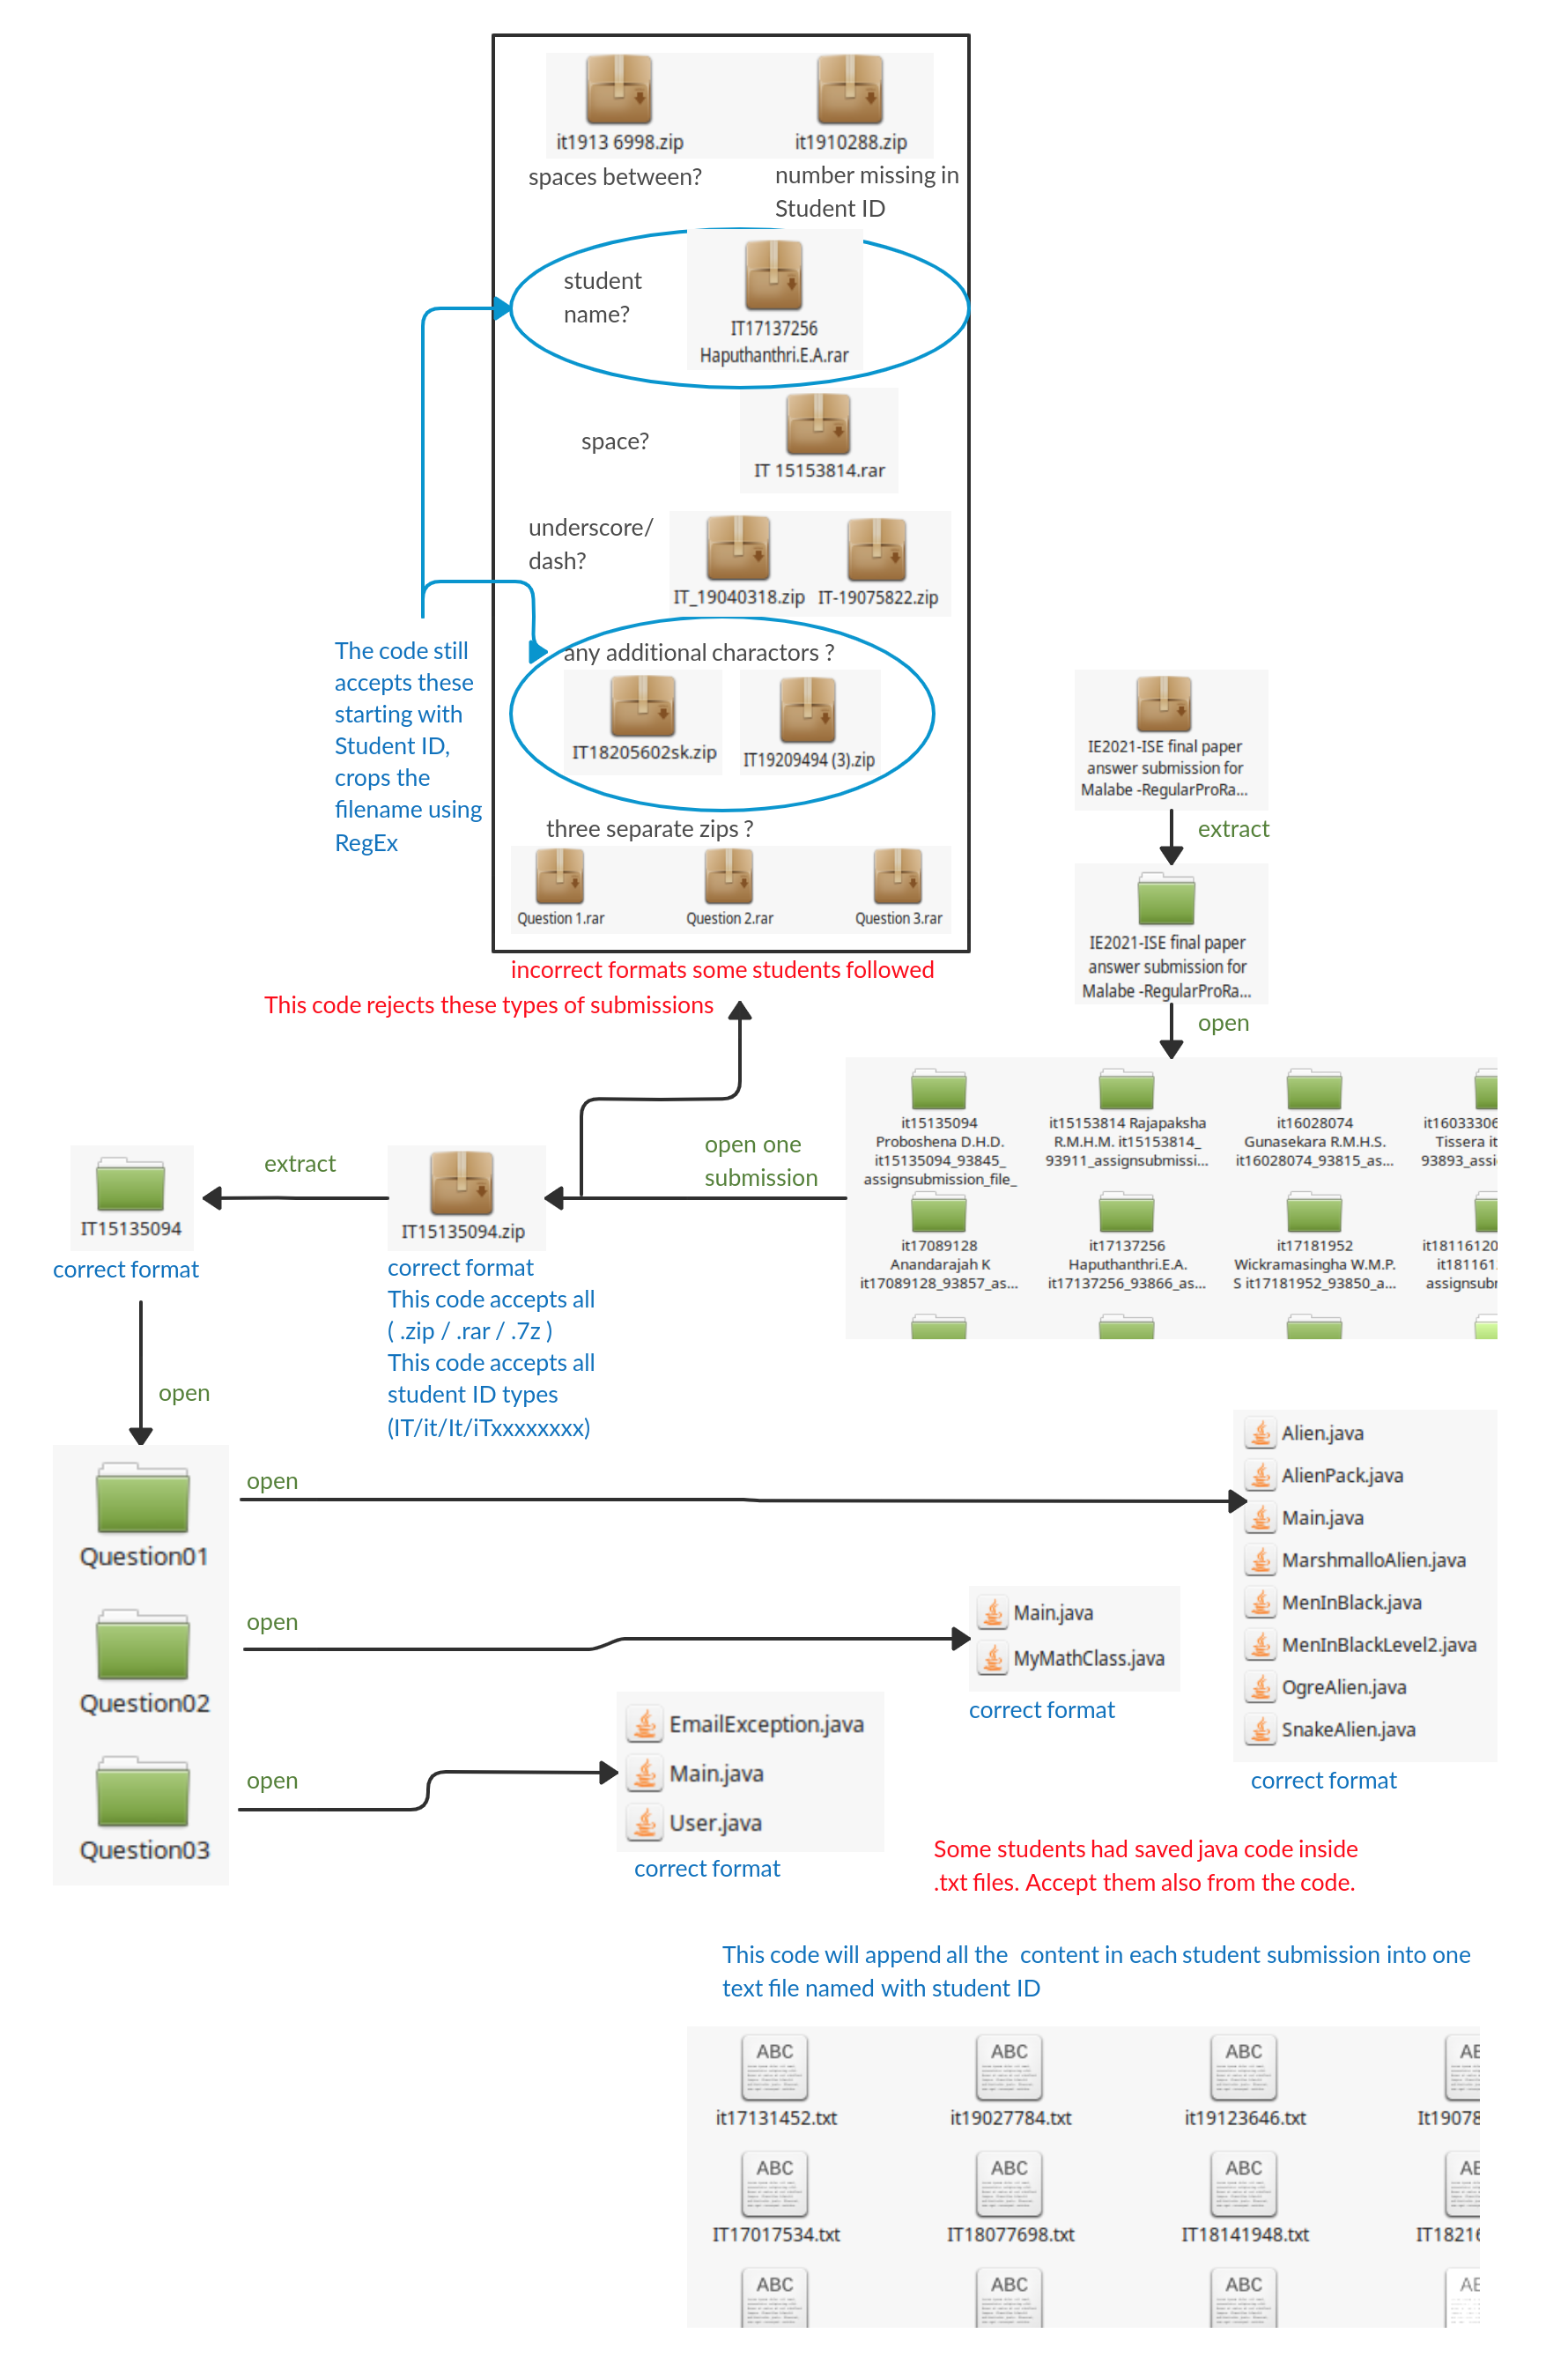 it1913 6998.zip
it1910288.zip
spaces between?
number missing in
Student ID
student
name?
IT17137256
Haputhanthri.E.A.rar
space?
IT 15153814.rar
underscore/
dash?
IT_19040318.zip
IT-19075822.zip
The code still
accepts these
starting with
Student ID,
crops the
filename using
RegEx
any additional charactors ?
IT18205602sk.zip
IT19209494 (3).zip
three separate zips ?
Question 1.rar
Question 2.rar
Question 3.rar
incorrect formats some students followed
This code rejects these types of submissions
IE2021-ISE final paper
answer submission for
Malabe -RegularProRa...
extract
IE2021-ISE final paper
answer submission for
Malabe -RegularProRa...
open
it15135094
Proboshena D.H.D.
it15135094_93845_
assignsubmission_file_
it15153814 Rajapaksha
R.M.H.M. it15153814_
93911_assignsubmissi...
it16028074
Gunasekara R.M.H.S.
it16028074_93815_as...
it16033306
Tissera it
93893_assi
it17089128
Anandarajah K
it17089128_93857_as...
it17137256
Haputhanthri.E.A.
it17137256_93866_as...
it17181952
Wickramasingha W.M.P.
S it17181952_93850_a...
it18116120
it181161.
assignsubr
open one
submission
IT15135094.zip
correct format
This code accepts all
( .zip / .rar / .7z )
This code accepts all
student ID types
(IT/it/It/iTxxxxxxxx)
extract
IT15135094
correct format
open
Question01
Question02
Question03
open
open
open
Alien.java
AlienPack.java
Main.java
MarshmalloAlien.java
MenInBlack.java
MenInBlackLevel2.java
OgreAlien.java
SnakeAlien.java
correct format
Main.java
MyMathClass.java
correct format
EmailException.java
Main.java
User.java
correct format
Some students had saved java code inside
.txt files. Accept them also from the code.
This code will append all the content in each student submission into one
text file named with student ID
ABC
ABC
ABC
AB
it17131452.txt
it19027784.txt
it19123646.txt
It19078
ABC
ABC
ABC
AB
IT17017534.txt
IT18077698.txt
IT18141948.txt
IT1821
ABC
ABC
ABC
AB